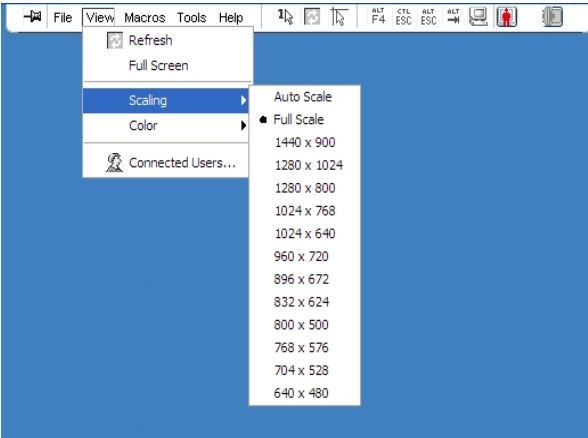 File View Macros Tools Help ALT F4 CTL ESC ALT ESC ALT
Refresh
Full Screen
Scaling
Color
Connected Users...
Auto Scale
Full Scale
1440 x 900
1280 x 1024
1280 x 800
1024 x 768
1024 x 640
960 x 720
896 x 672
832 x 624
800 x 500
768 x 576
704 x 528
640 x 480